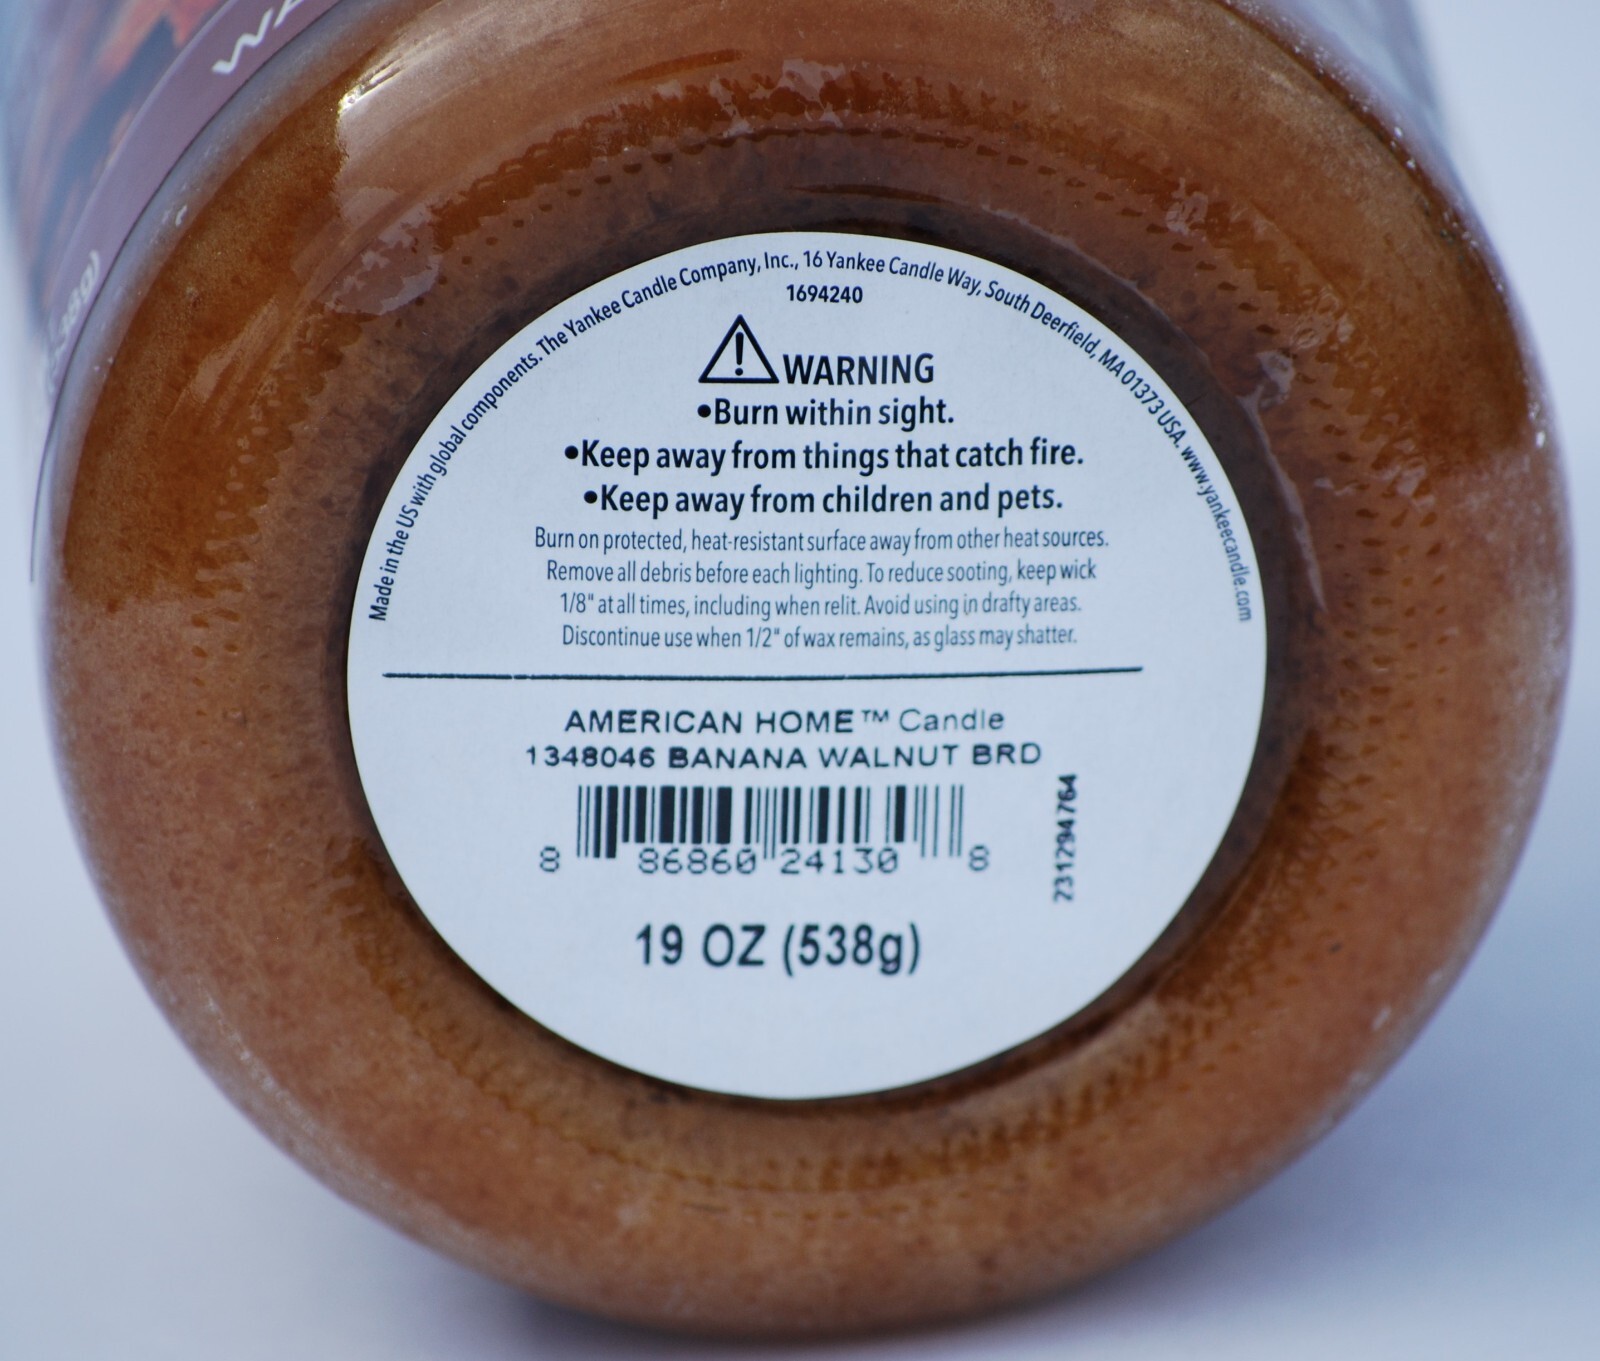 WA
Made in the US with global components. The Yankee Candle Company, Inc., 16 Yankee Candle Way, South Deerfield, MA 01373 USA. www.yankeecandle.com
1694240
WARNING
•Burn within sight.
•Keep away from things that catch fire.
•Keep away from children and pets.
Burn on protected, heat-resistant surface away from other heat sources.
Remove all debris before each lighting. To reduce sooting, keep wick
1/8" at all times, including when relit. Avoid using in drafty areas.
Discontinue use when 1/2" of wax remains, as glass may shatter.
AMERICAN HOME™ Candle
1348046 BANANA WALNUT BRD
8 86860 24130 8
231294764
19 OZ (538g)